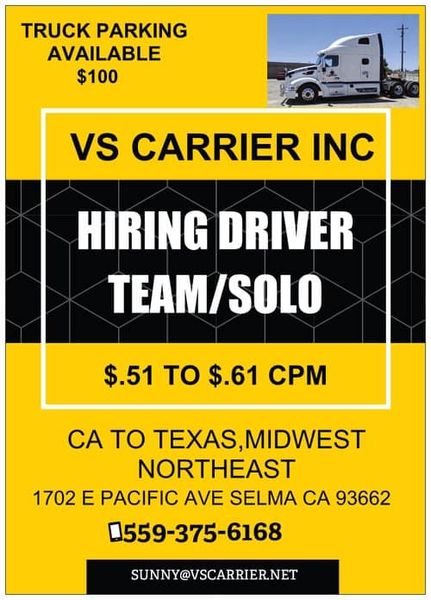 TRUCK PARKING
AVAILABLE
$100
VS CARRIER INC
HIRING DRIVER
TEAM/SOLO
$.51 TO $.61 CPM
CA TO TEXAS,MIDWEST
NORTHEAST
1702 E PACIFIC AVE SELMA CA 93662
559-375-6168
SUNNY@VSCARRIER.NET